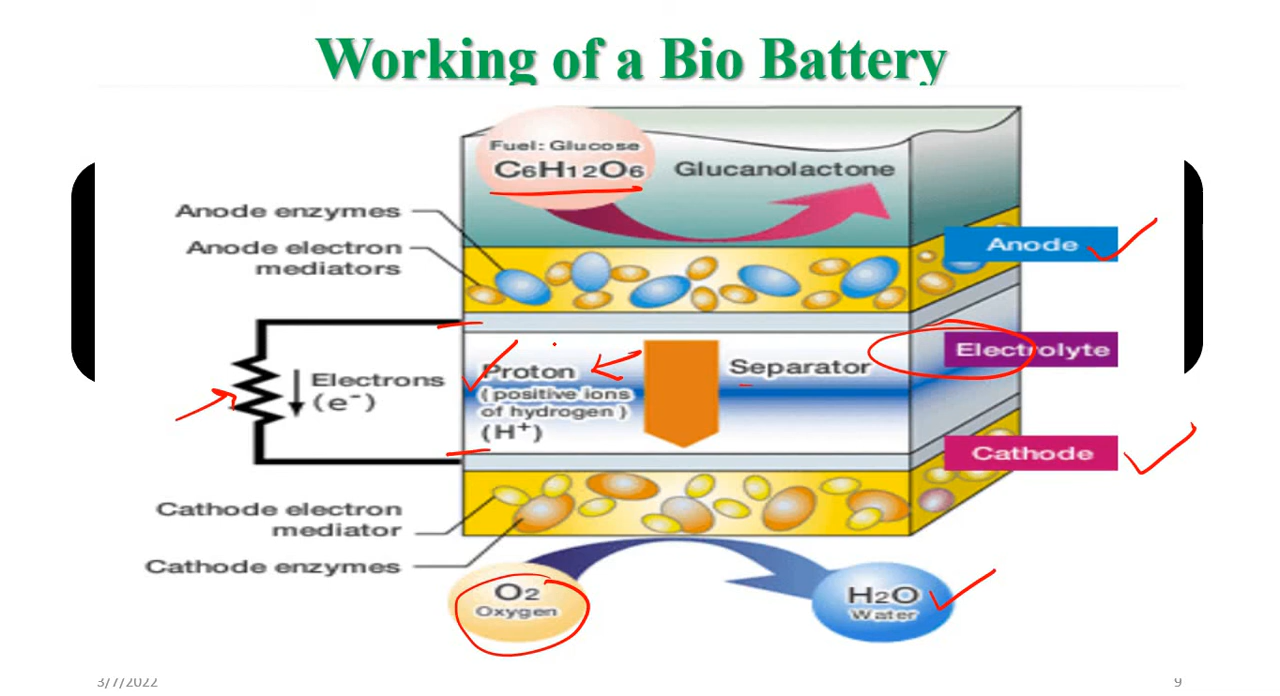 Working of a Bio Battery
Fuel: Glucose
C6H12O6
Glucanolactone
Anode enzymes
Anode electron
mediators
Anode
Electrolyte
Separator
Proton
(positive ions
of hydrogen)
(H+)
Electrons
(e-)
Cathode
Cathode electron
mediator
Cathode enzymes
O2
Oxygen
H2O
Water
3/7/2022
9